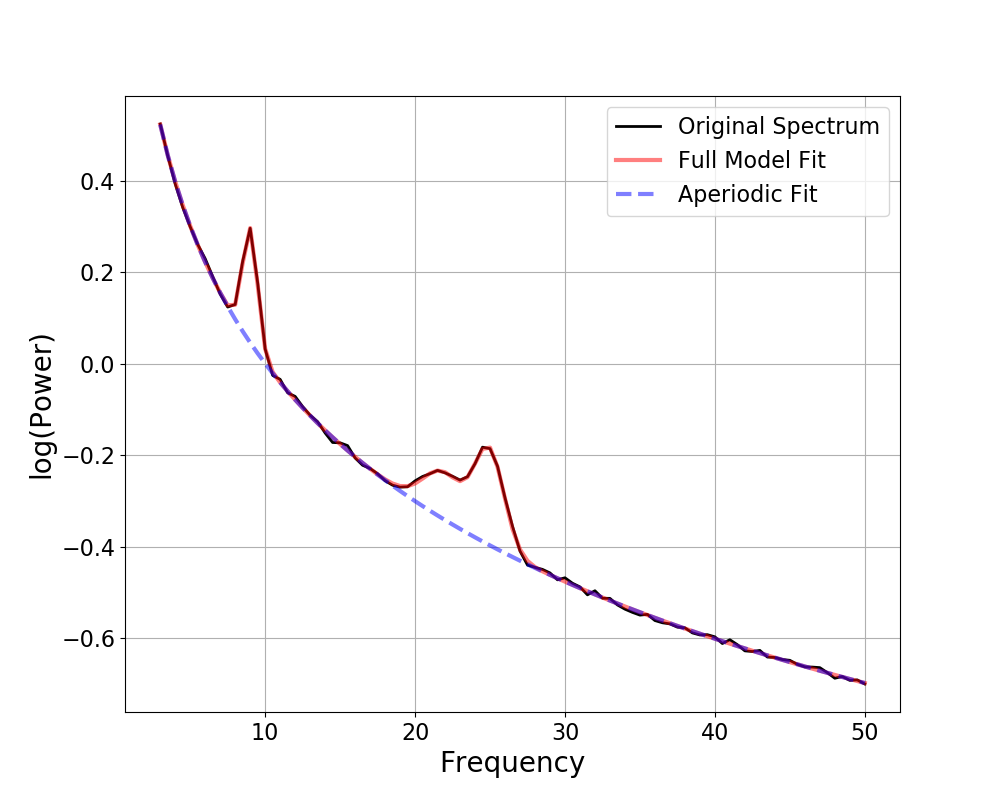 Original Spectrum
Full Model Fit
Aperiodic Fit
0.4
0.2
0.0
−0.2
−0.4
−0.6
log(Power)
10 20 30 40 50
Frequency